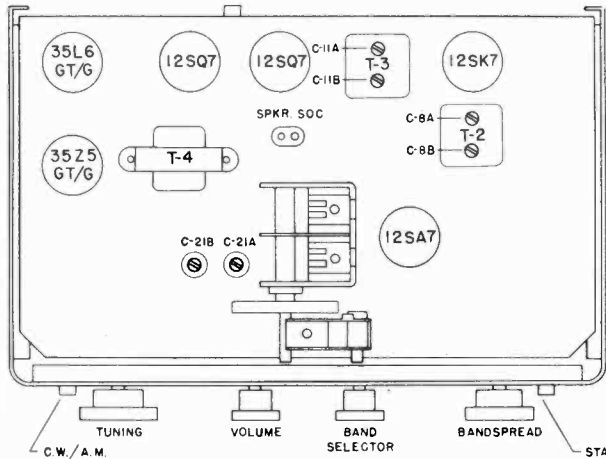 35L6
GT/G
12SQ7
12SQ7
C-11A
C-11B
T-3
12SK7
SPKR. SOC
C-8A
C-8B
T-2
35Z5
GT/G
T-4
12SA7
C-21B
C-21A
TUNING
VOLUME
BAND
SELECTOR
BANDSPREAD
C.W./A.M.
STA